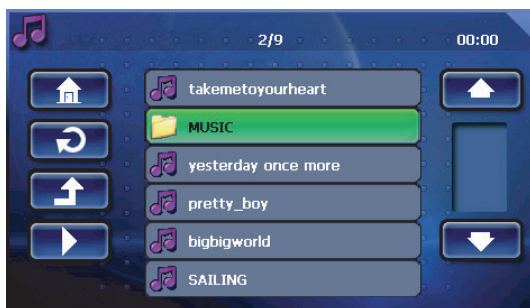 2/9 00:00
takemetoyourheart
MUSIC
yesterday once more
pretty_boy
bigbigworld
SAILING